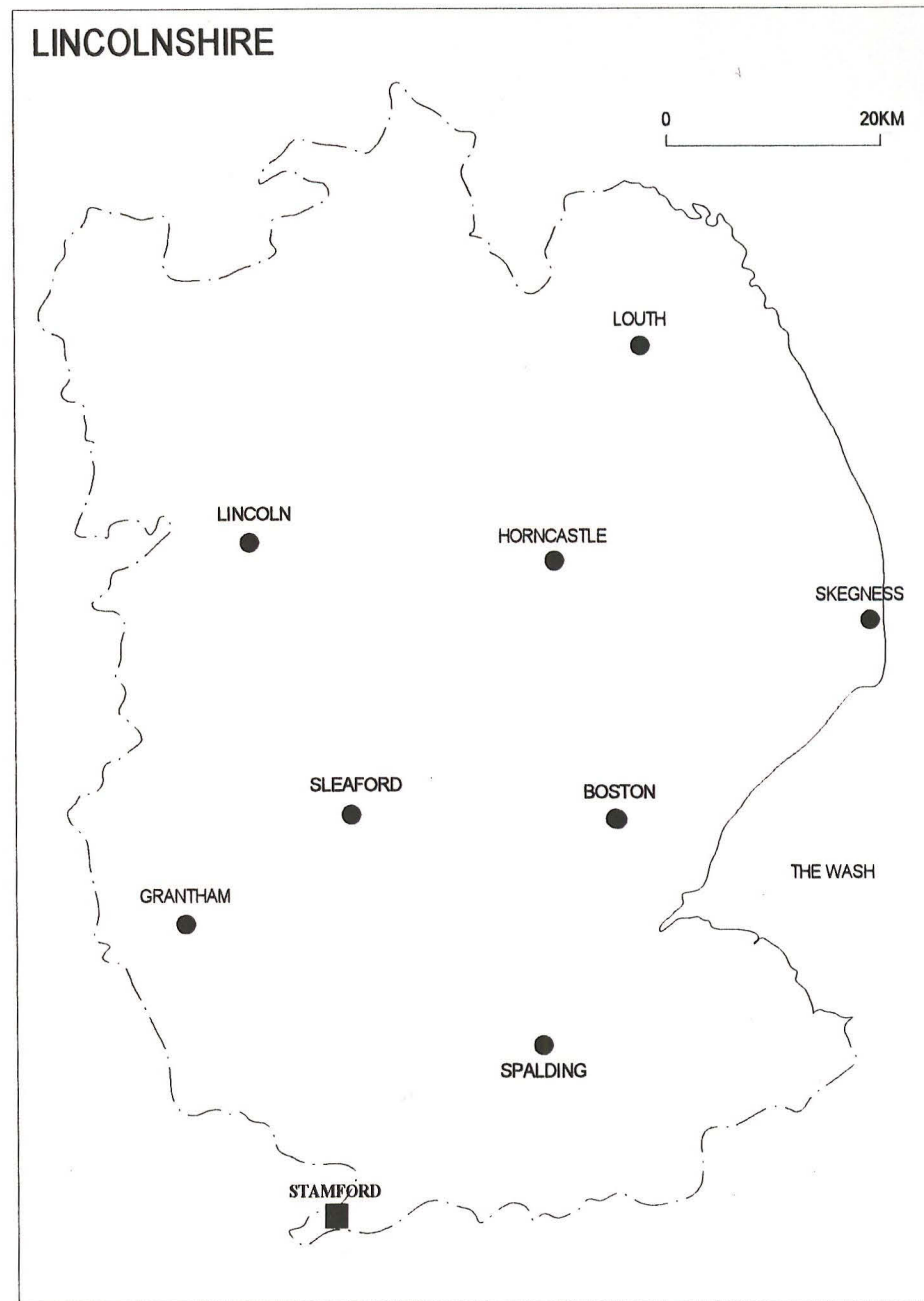 LINCOLNSHIRE
0 20KM
LOUTH
LINCOLN
HORNCASTLE
SKEGNESS
SLEAFORD
BOSTON
THE WASH
GRANTHAM
SPALDING
STAMFORD